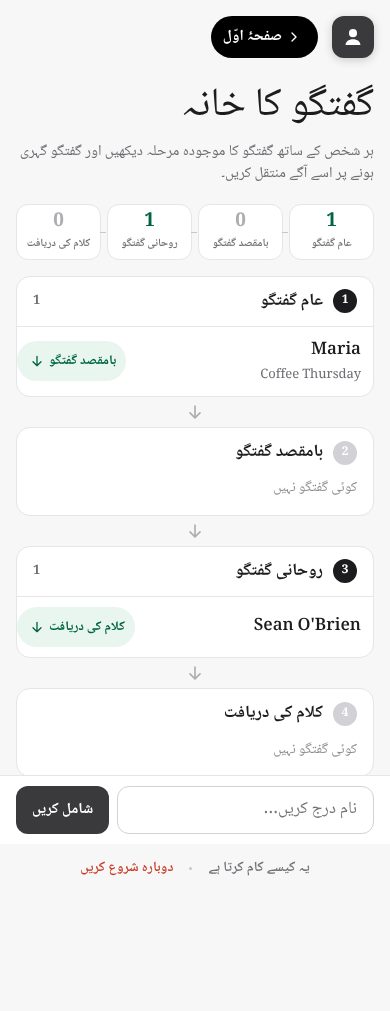 صفحۂ اوّل
گفتگو کا خانہ
ہر شخص کے ساتھ گفتگو کا موجودہ مرحلہ دیکھیں اور گفتگو گہری
ہونے پر اسے آگے منتقل کریں۔
1
عام گفتگو
0
بامقصد گفتگو
1
روحانی گفتگو
0
کلام کی دریافت
1 عام گفتگو 1
Maria
Coffee Thursday
بامقصد گفتگو
2 بامقصد گفتگو
کوئی گفتگو نہیں
3 روحانی گفتگو 1
Sean O'Brien
کلام کی دریافت
4 کلام کی دریافت
کوئی گفتگو نہیں
نام درج کریں...
شامل کریں
یہ کیسے کام کرتا ہے • دوبارہ شروع کریں